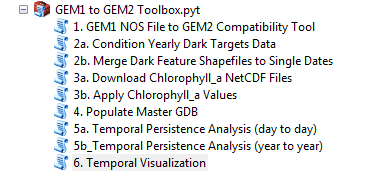 GEM1 to GEM2 Toolbox.pyt
1. GEM1 NOS File to GEM2 Compatibility Tool
2a. Condition Yearly Dark Targets Data
2b. Merge Dark Feature Shapefiles to Single Dates
3a. Download Chlorophyll_a NetCDF Files
3b. Apply Chlorophyll_a Values
4. Populate Master GDB
5a. Temporal Persistence Analysis (day to day)
5b_Temporal Persistence Analysis (year to year)
6. Temporal Visualization